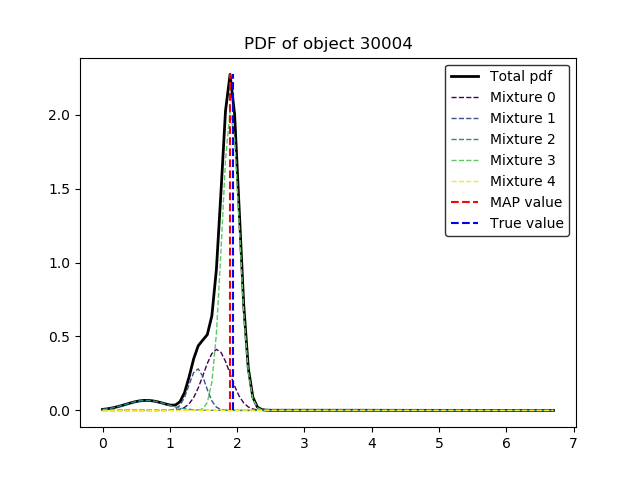 PDF of object 30004
Total pdf
Mixture 0
Mixture 1
Mixture 2
Mixture 3
Mixture 4
MAP value
True value
2.0
1.5
1.0
0.5
0.0
0 1 2 3 4 5 6 7